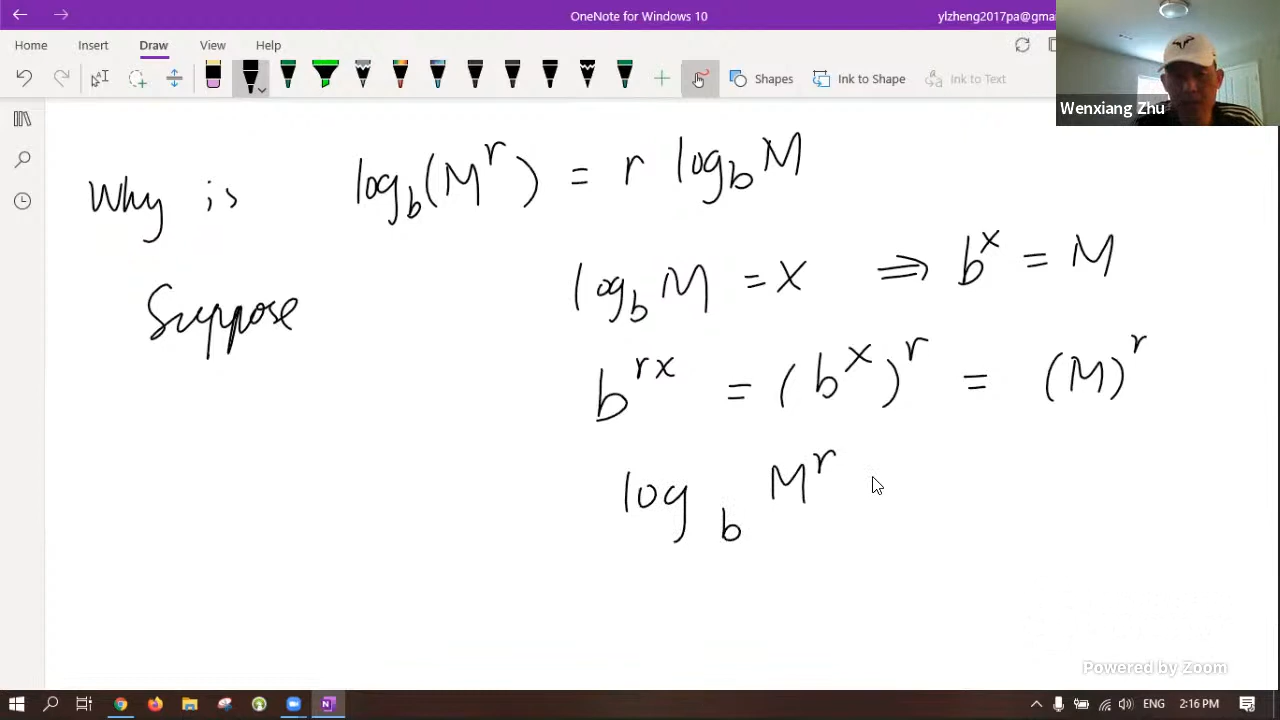 OneNote for Windows 10
ylzheng2017pa@gma
Home Insert Draw View Help
Shapes Ink to Shape Ink to Text
Wenxiang Zhu
Why is log_b(M^r) = r log_b M
Suppose log_b M = x ⇒ b^x = M
b^{rx} = (b^x)^r = (M)^r
log_b M^r
Powered by Zoom
ENG 2:16 PM